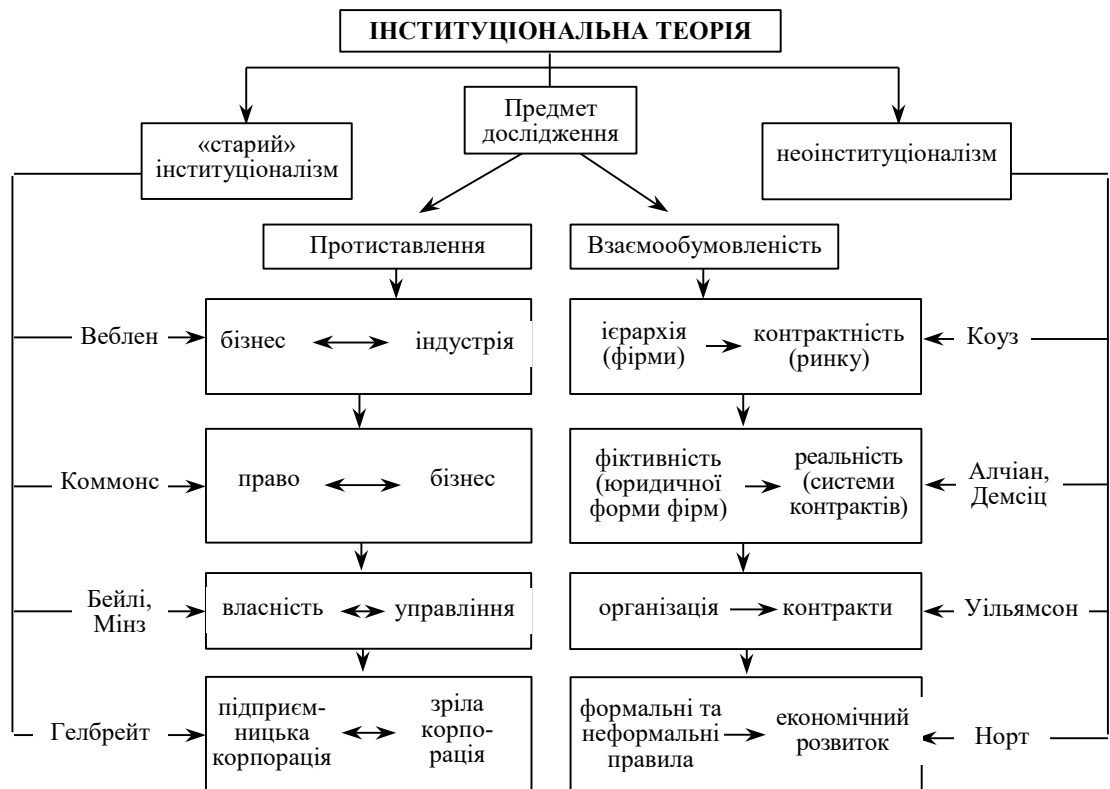 ІНСТИТУЦІОНАЛЬНА ТЕОРІЯ
Предмет
дослідження
«старий»
інституціоналізм
неоінституціоналізм
Протиставлення
Взаємообумовленість
Веблен
бізнес
індустрія
ієрархія
(фірми)
контрактність
(ринку)
Коуз
Коммонс
право
бізнес
фіктивність
(юридичної
форми фірм)
реальність
(системи
контрактів)
Алчіан,
Демсіц
Бейлі,
Мінз
власність
управління
організація
контракти
Уільямсон
Гелбрейт
підприєм-
ницька
корпорація
зріла
корпо-
рація
формальні та
неформальні
правила
економічний
розвиток
Норт